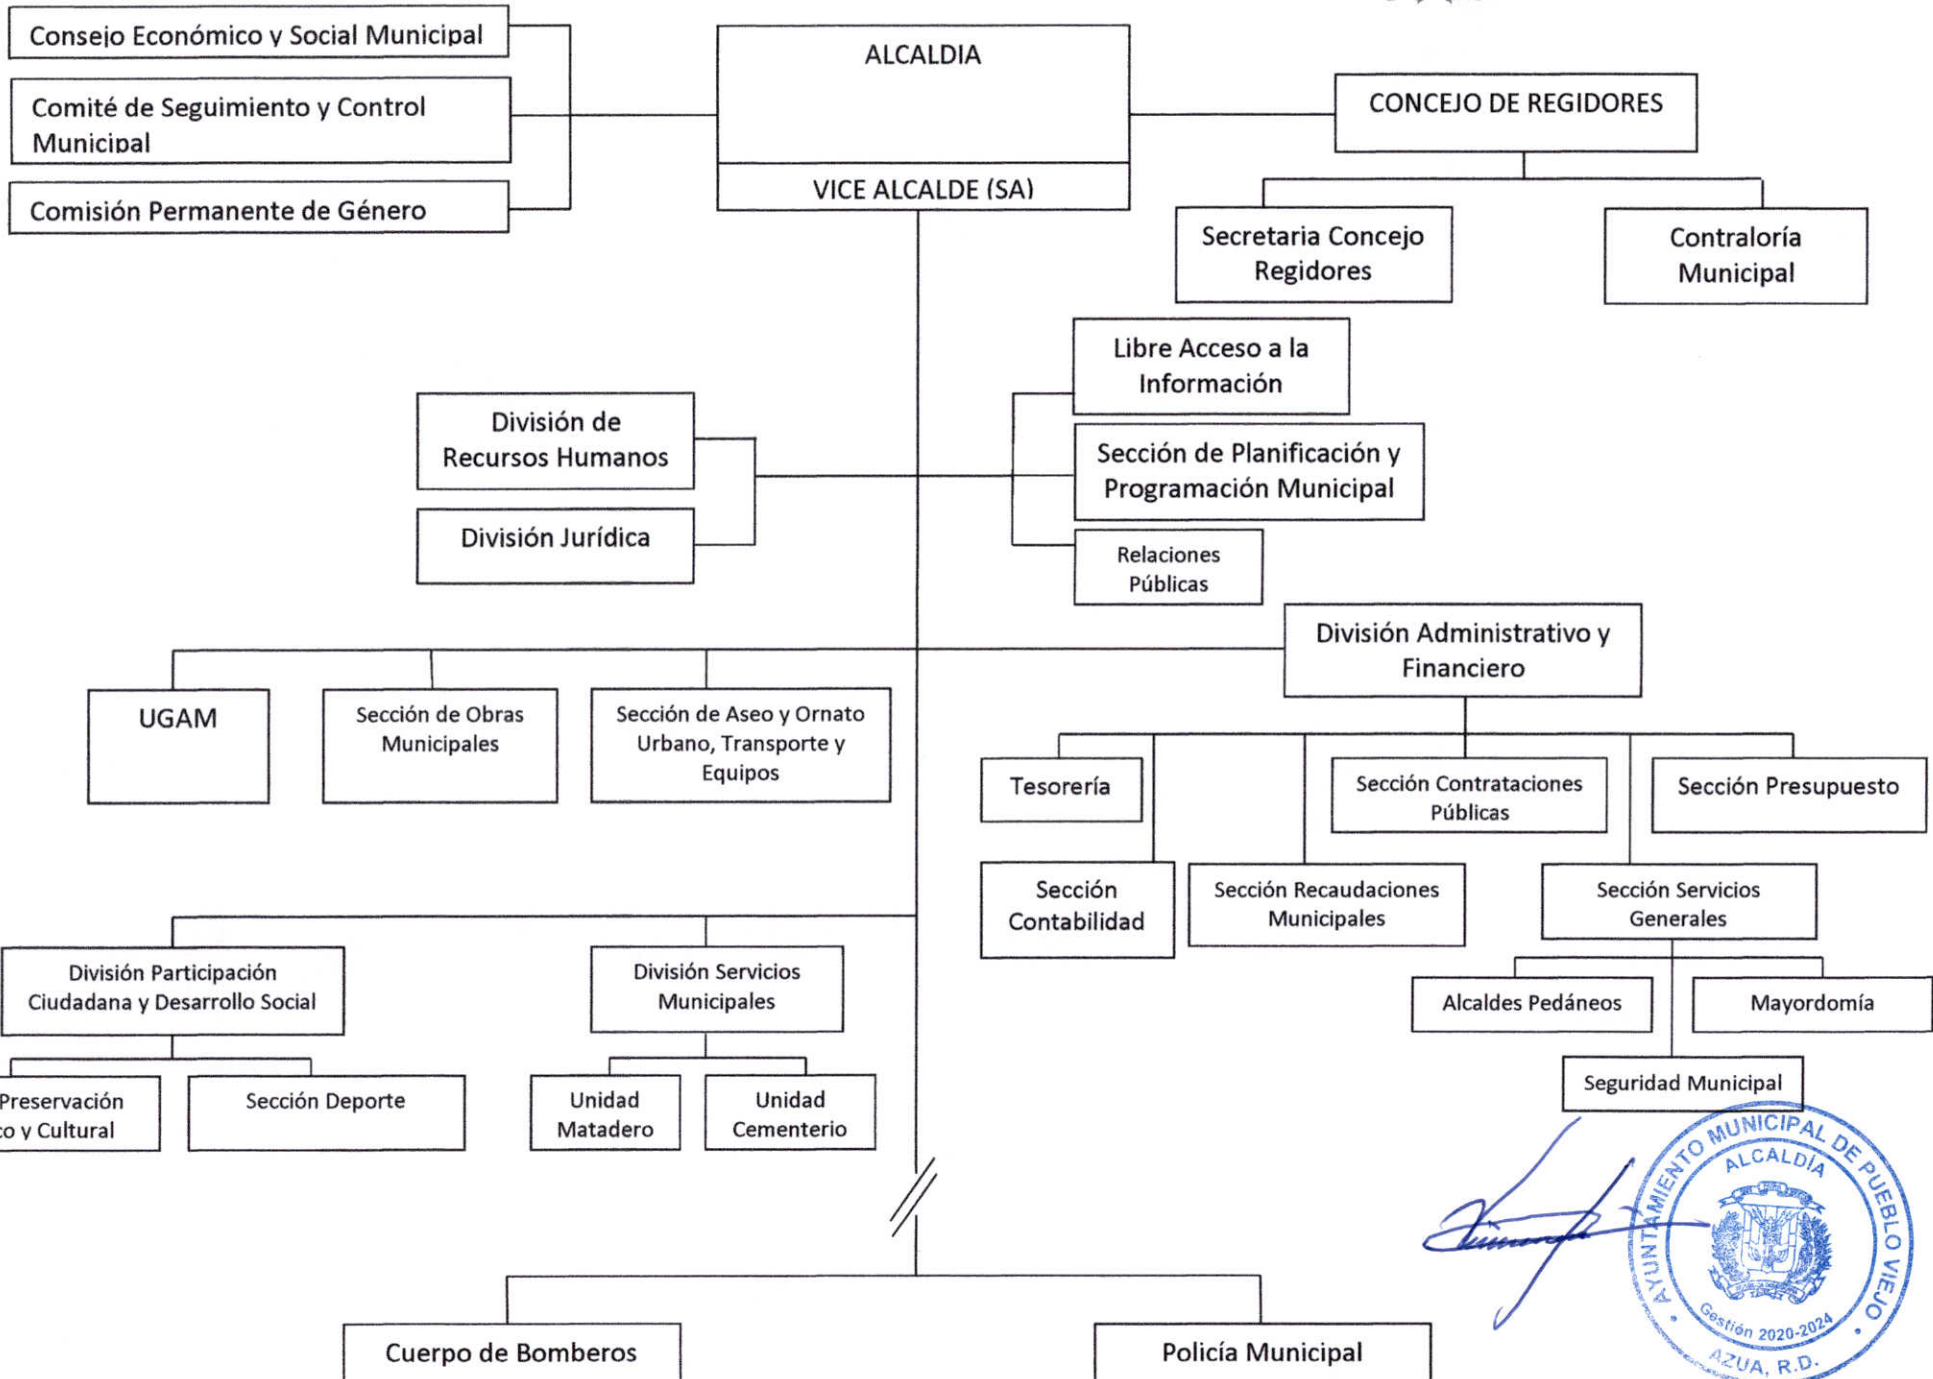 Consejo Económico y Social Municipal
Comité de Seguimiento y Control
Municipal
Comisión Permanente de Género
ALCALDIA
VICE ALCALDE (SA)
CONCEJO DE REGIDORES
Secretaria Concejo
Regidores
Contraloría
Municipal
Libre Acceso a la
Información
División de
Recursos Humanos
Sección de Planificación y
Programación Municipal
División Jurídica
Relaciones
Públicas
División Administrativo y
Financiero
UGAM
Sección de Obras
Municipales
Sección de Aseo y Ornato
Urbano, Transporte y
Equipos
Tesorería
Sección Contrataciones
Públicas
Sección Presupuesto
Sección
Contabilidad
Sección Recaudaciones
Municipales
Sección Servicios
Generales
División Participación
Ciudadana y Desarrollo Social
División Servicios
Municipales
Alcaldes Pedáneos
Mayordomía
Preservación
co y Cultural
Sección Deporte
Unidad
Matadero
Unidad
Cementerio
Seguridad Municipal
AYUNTAMIENTO MUNICIPAL DE PUEBLO VIEJO
ALCALDÍA
Gestión 2020-2024
AZUA, R.D.
Cuerpo de Bomberos
Policía Municipal